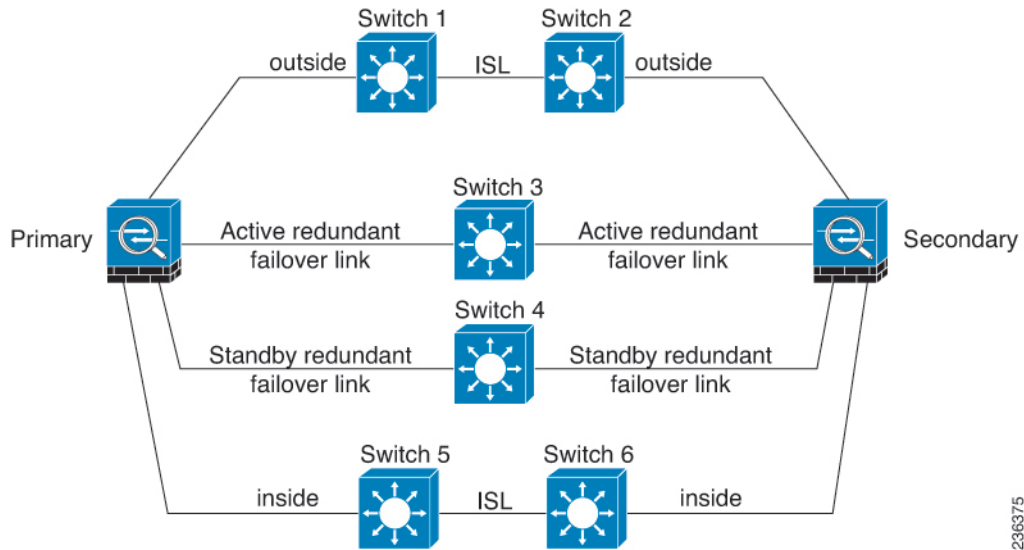 Switch 1
Switch 2
outside
ISL
outside
Switch 3
Primary
Active redundant
failover link
Active redundant
failover link
Secondary
Switch 4
Standby redundant
failover link
Standby redundant
failover link
Switch 5
Switch 6
inside
ISL
inside
236375